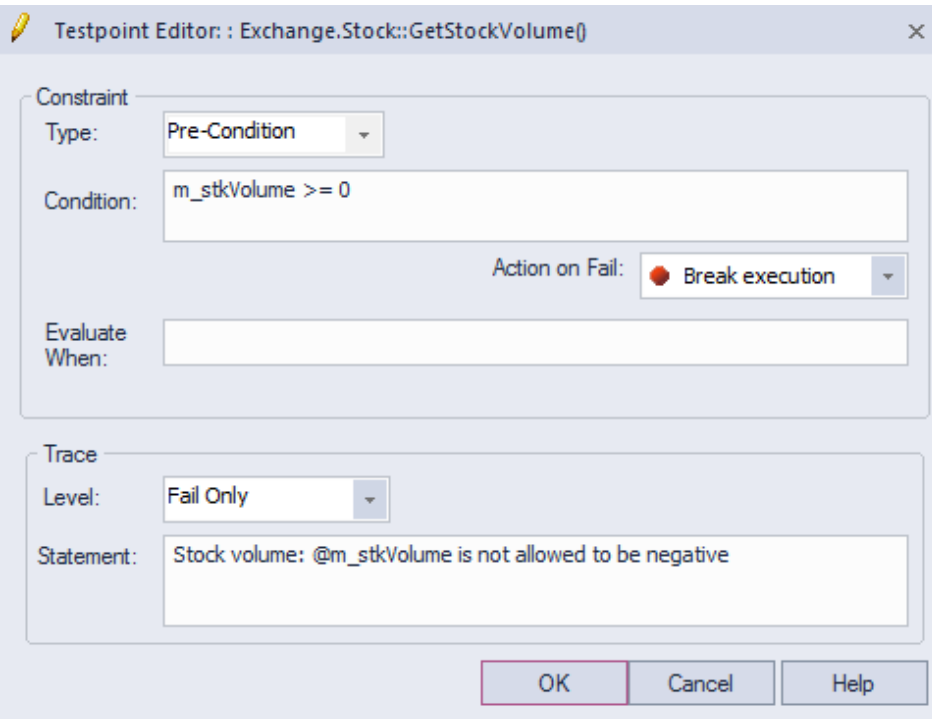 Testpoint Editor: : Exchange.Stock::GetStockVolume()
Constraint
Type: Pre-Condition
Condition: m_stkVolume >= 0
Action on Fail: Break execution
Evaluate
When:
Trace
Level: Fail Only
Statement: Stock volume: @m_stkVolume is not allowed to be negative
OK Cancel Help